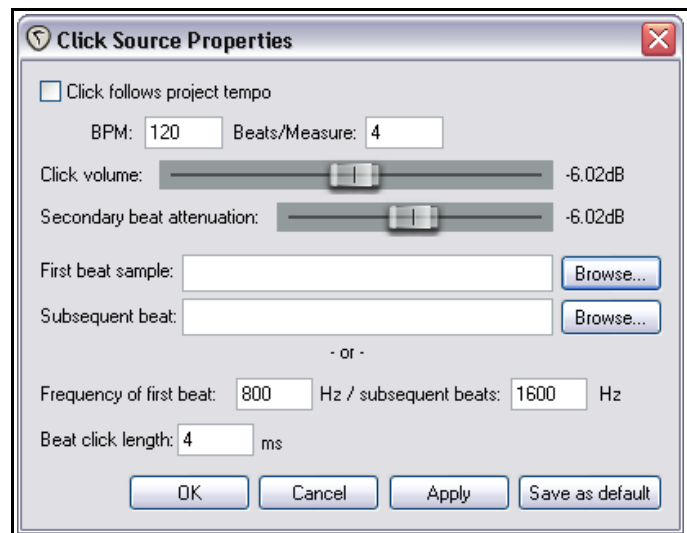 Click Source Properties
Click follows project tempo
BPM: 120 Beats/Measure: 4
Click volume: -6.02dB
Secondary beat attenuation: -6.02dB
First beat sample: Browse...
Subsequent beat: Browse...
- or -
Frequency of first beat: 800 Hz / subsequent beats: 1600 Hz
Beat click length: 4 ms
OK Cancel Apply Save as default